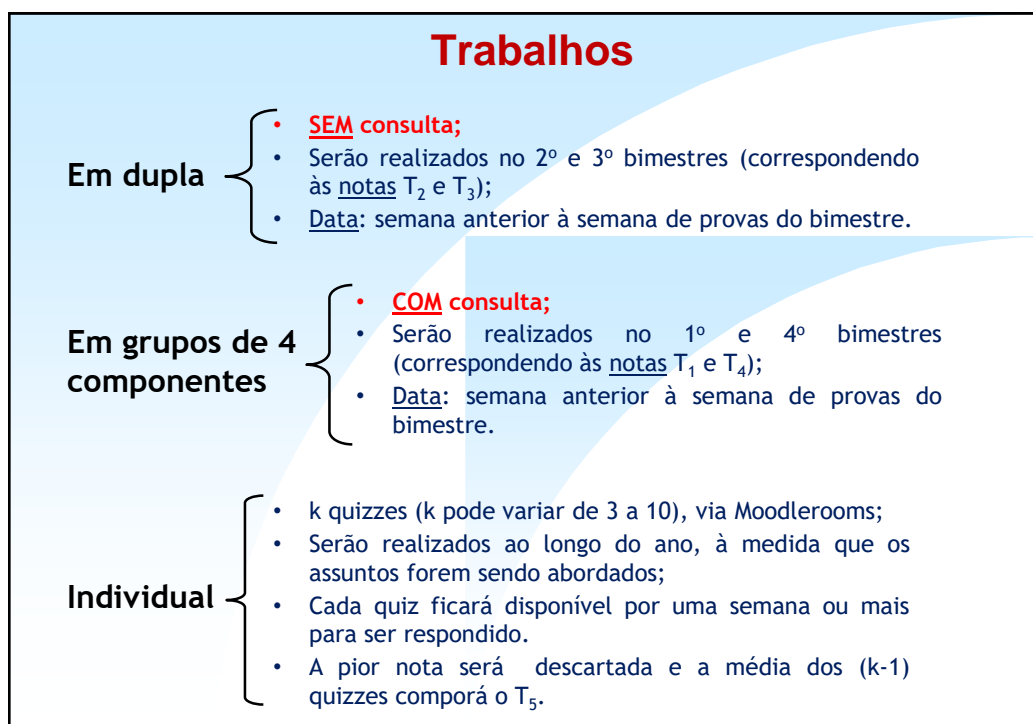 Trabalhos
Em dupla
• SEM consulta;
• Serão realizados no 2º e 3º bimestres (correspondendo
às notas T₂ e T₃);
• Data: semana anterior à semana de provas do bimestre.
Em grupos de 4
componentes
• COM consulta;
• Serão realizados no 1º e 4º bimestres
(correspondendo às notas T₁ e T₄);
• Data: semana anterior à semana de provas do
bimestre.
Individual
• k quizzes (k pode variar de 3 a 10), via Moodlerooms;
• Serão realizados ao longo do ano, à medida que os
assuntos forem sendo abordados;
• Cada quiz ficará disponível por uma semana ou mais
para ser respondido.
• A pior nota será descartada e a média dos (k-1)
quizzes comporá o T₅.